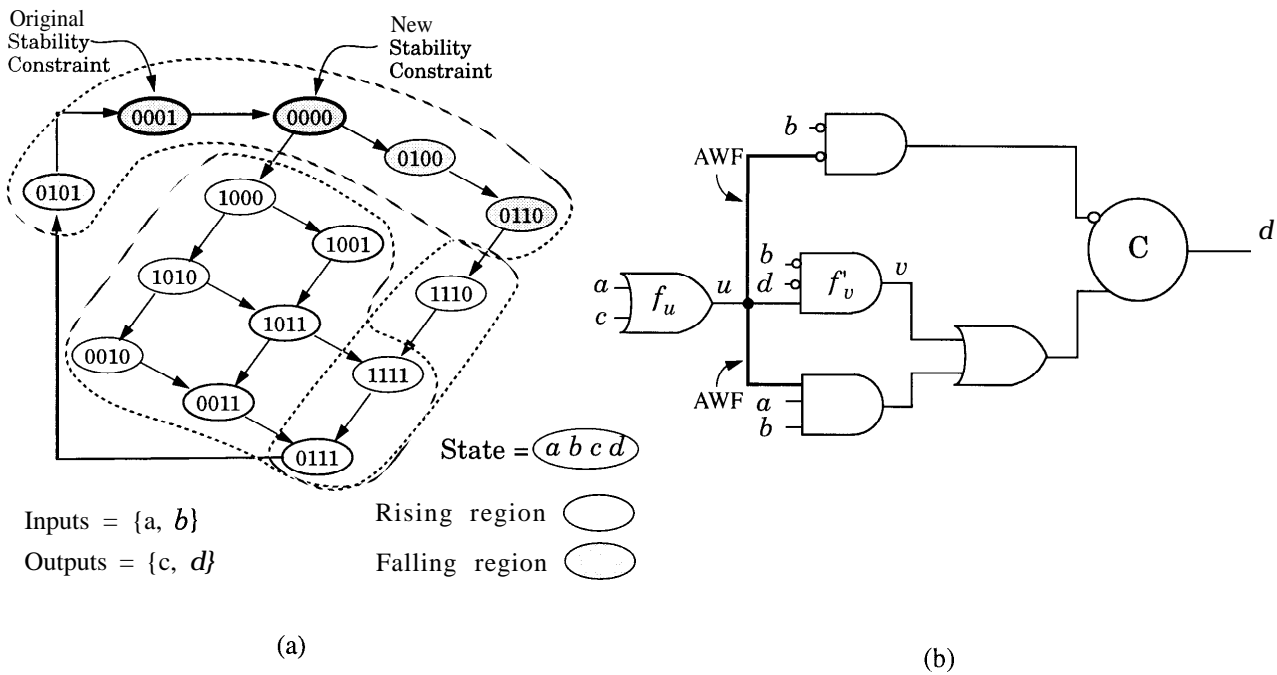 Original
Stability
Constraint
New
Stability
Constraint
0001
0000
0100
0101
0110
1000
1001
1010
1110
1011
0010
1111
0011
0111
State = a b c d
Inputs = {a, b}
Outputs = {c, d}
Rising region
Falling region
(a)
b
AWF
b
d
f'v
v
a
c
fu
u
AWF
a
b
C
d
(b)